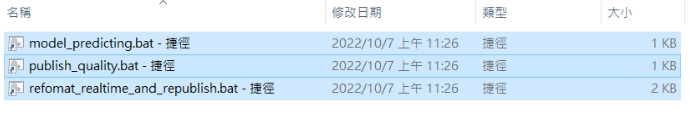 名稱 修改日期 類型 大小
model_predicting.bat - 捷徑 2022/10/7 上午 11:26 捷徑 1 KB
publish_quality.bat - 捷徑 2022/10/7 上午 11:26 捷徑 1 KB
refomat_realtime_and_republish.bat - 捷徑 2022/10/7 上午 11:26 捷徑 2 KB